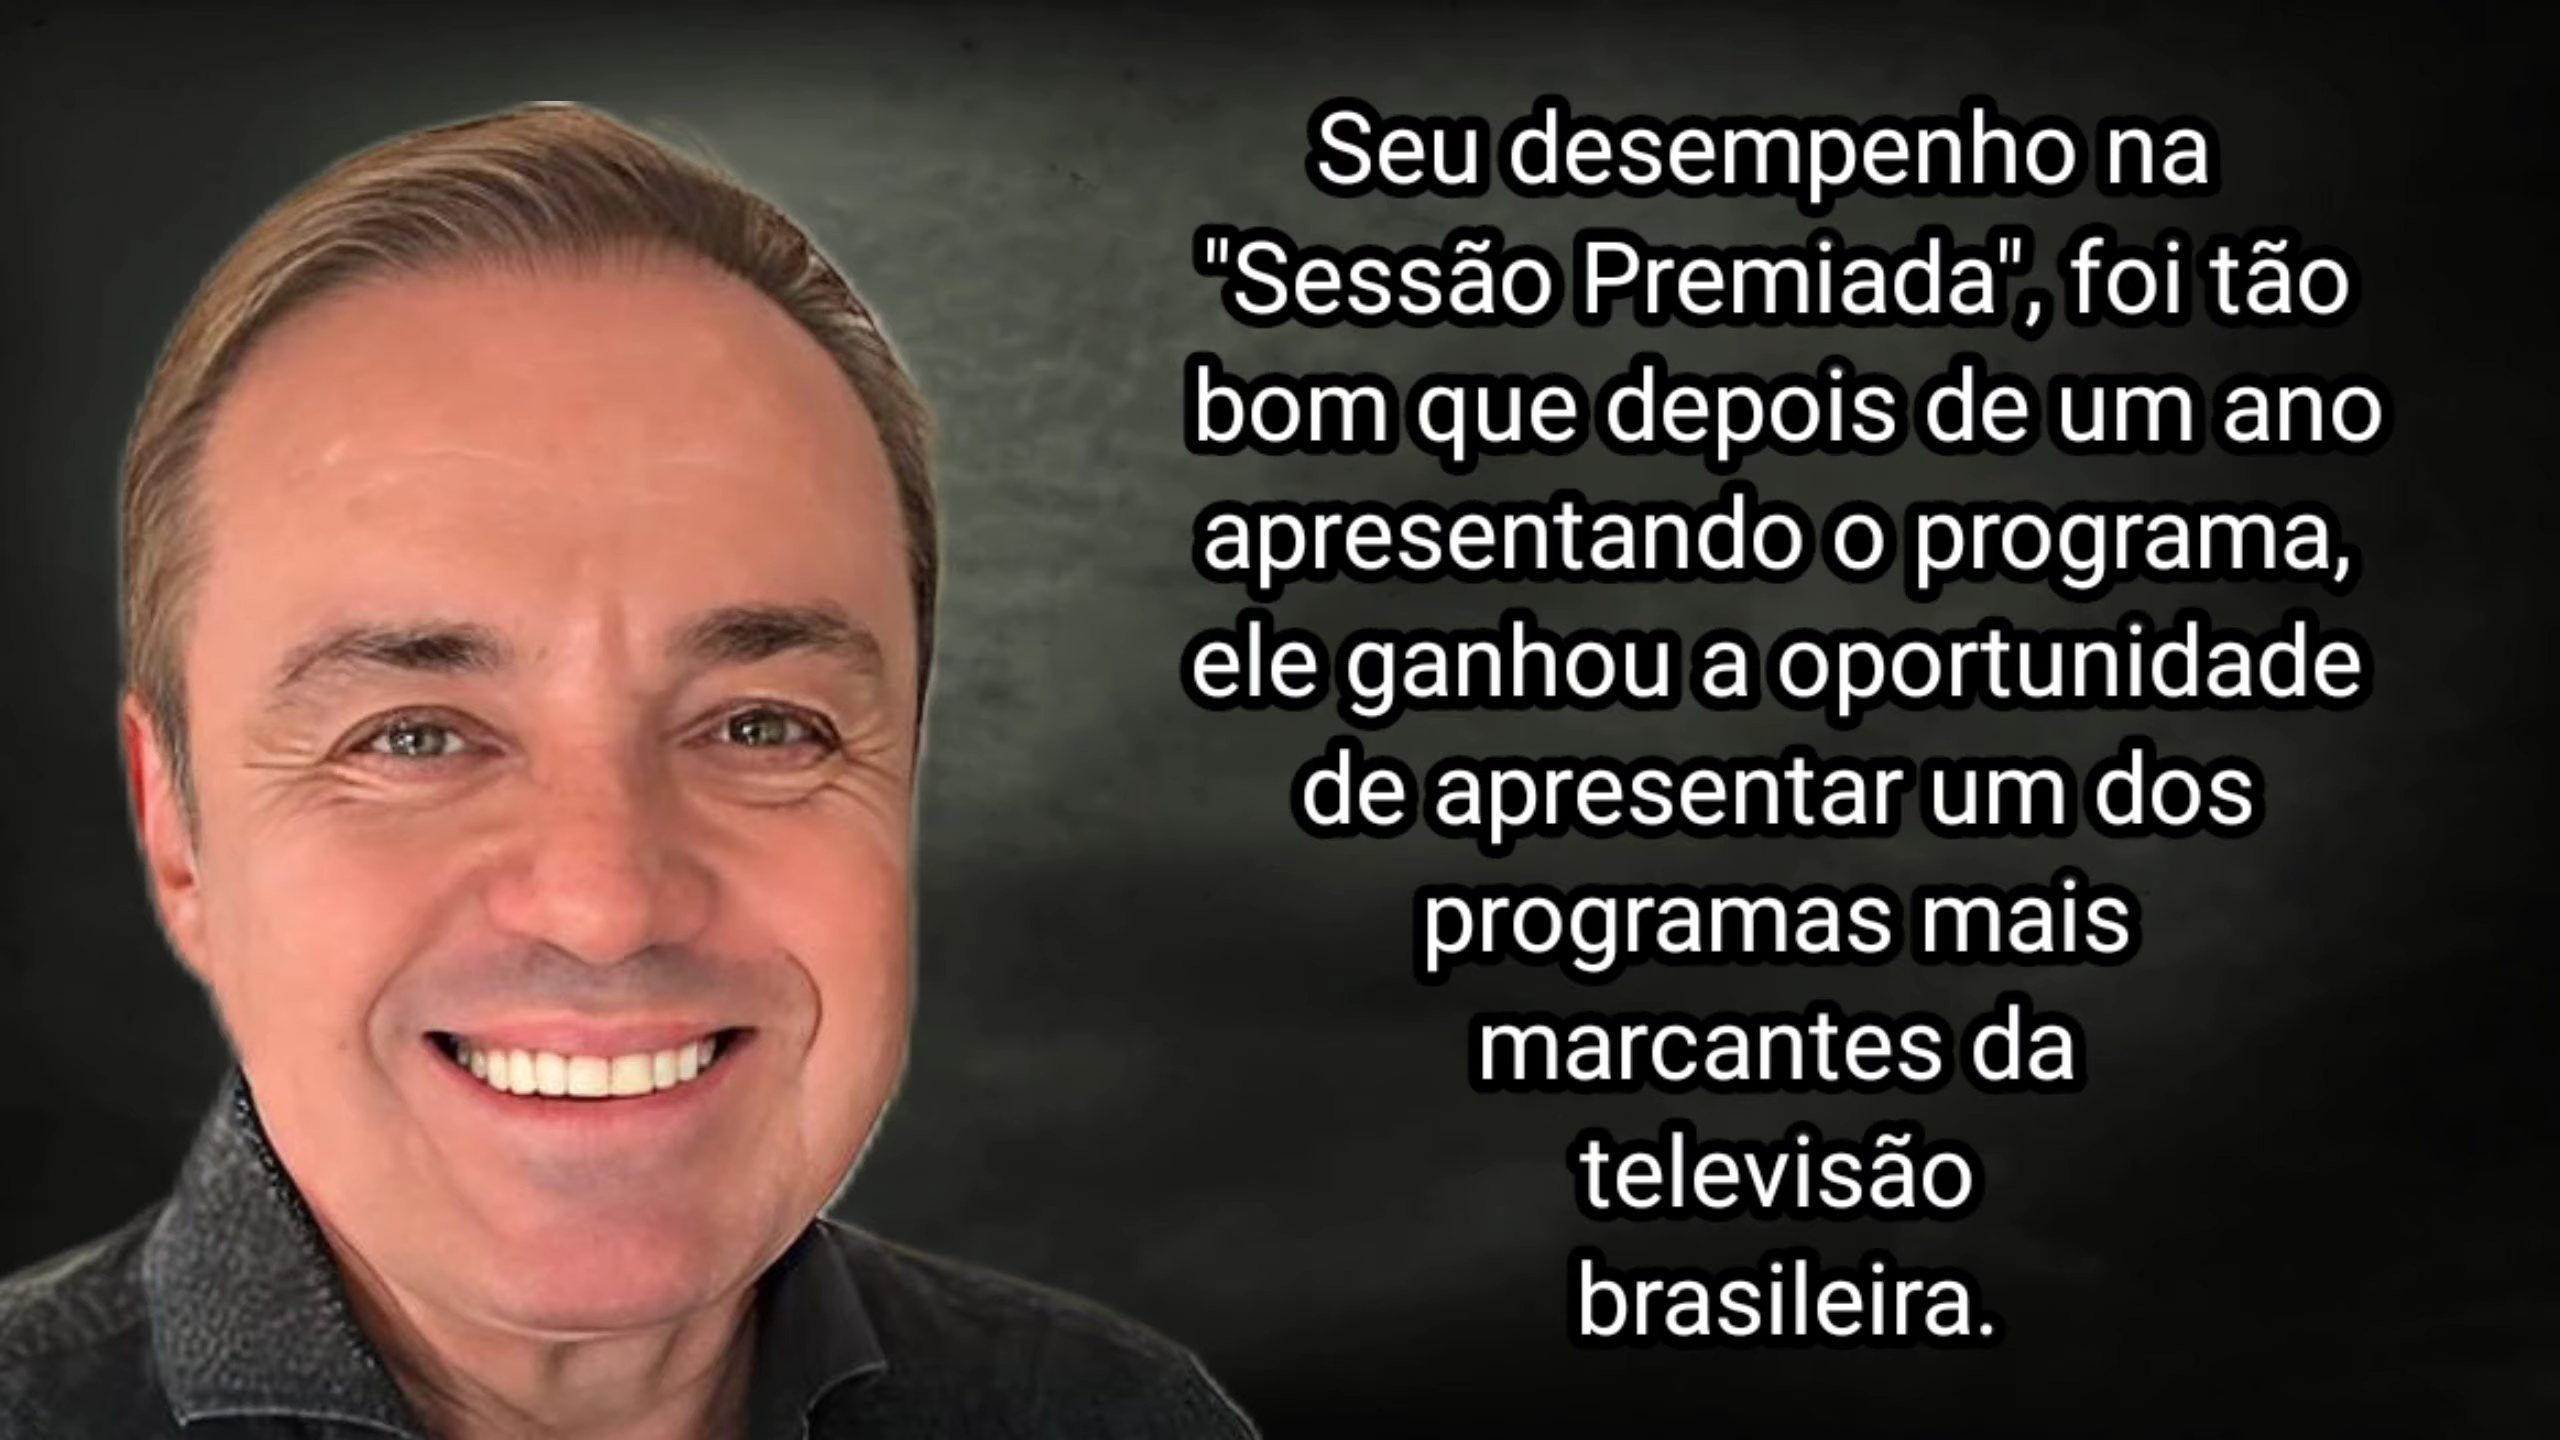 Seu desempenho na
"Sessão Premiada", foi tão
bom que depois de um ano
apresentando o programa,
ele ganhou a oportunidade
de apresentar um dos
programas mais
marcantes da
televisão
brasileira.